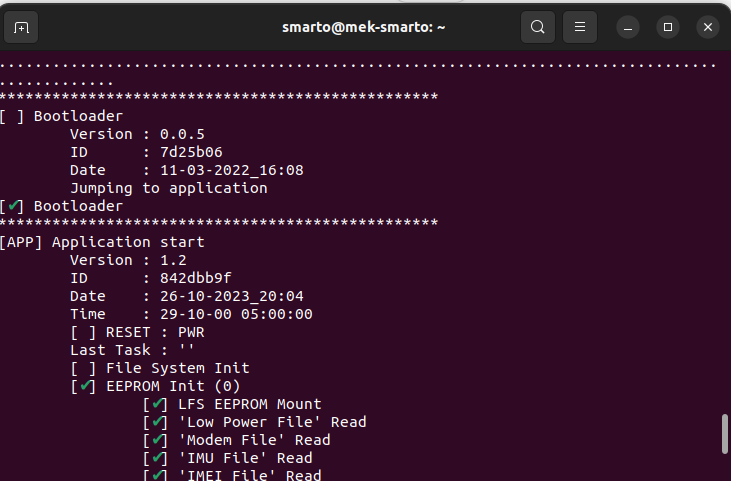 smarto@mek-smarto: ~
................................................................................
.............
*************************************************
[ ] Bootloader
Version : 0.0.5
ID : 7d25b06
Date : 11-03-2022_16:08
Jumping to application
[✔] Bootloader
*************************************************
[APP] Application start
Version : 1.2
ID : 842dbb9f
Date : 26-10-2023_20:04
Time : 29-10-00 05:00:00
[ ] RESET : PWR
Last Task : ''
[ ] File System Init
[✔] EEPROM Init (0)
[✔] LFS EEPROM Mount
[✔] 'Low Power File' Read
[✔] 'Modem File' Read
[✔] 'IMU File' Read
[✔] 'IMEI File' Read